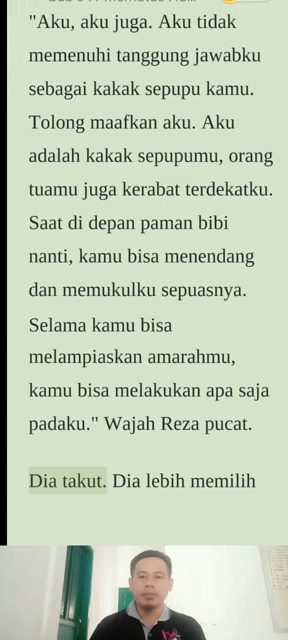 "Aku, aku juga. Aku tidak
memenuhi tanggung jawabku
sebagai kakak sepupu kamu.
Tolong maafkan aku. Aku
adalah kakak sepupumu, orang
tuamu juga kerabat terdekatku.
Saat di depan paman bibi
nanti, kamu bisa menendang
dan memukulku sepuasnya.
Selama kamu bisa
melampiaskan amarahmu,
kamu bisa melakukan apa saja
padaku." Wajah Reza pucat.
Dia takut. Dia lebih memilih